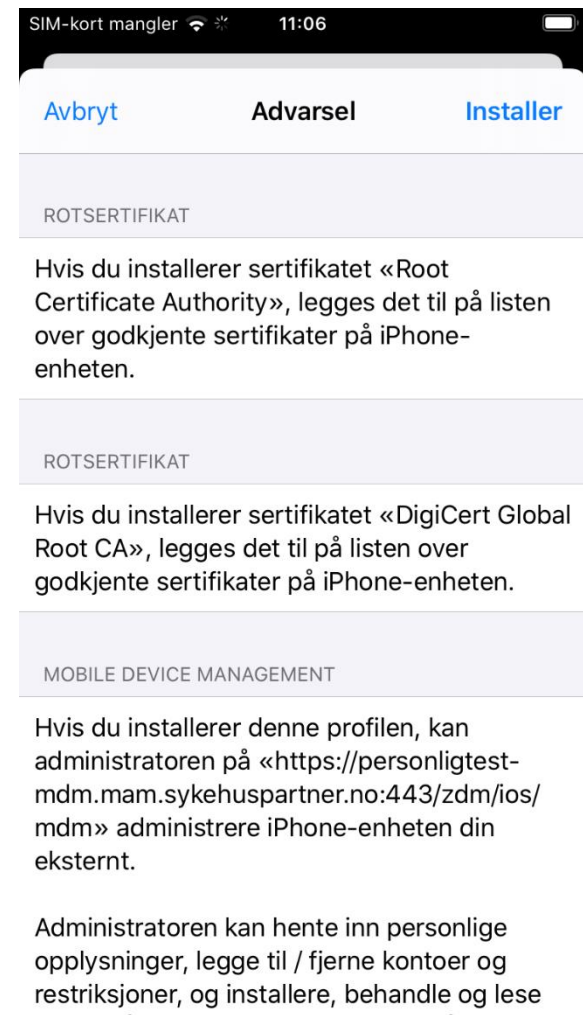 SIM-kort mangler 11:06
Avbryt Advarsel Installer
ROTSERTIFIKAT
Hvis du installerer sertifikatet «Root
Certificate Authority», legges det til på listen
over godkjente sertifikater på iPhone-
enheten.
ROTSERTIFIKAT
Hvis du installerer sertifikatet «DigiCert Global
Root CA», legges det til på listen over
godkjente sertifikater på iPhone-enheten.
MOBILE DEVICE MANAGEMENT
Hvis du installerer denne profilen, kan
administratoren på «https://personligtest-
mdm.mam.sykehuspartner.no:443/zdm/ios/
mdm» administrere iPhone-enheten din
eksternt.
Administratoren kan hente inn personlige
opplysninger, legge til / fjerne kontoer og
restriksjoner, og installere, behandle og lese